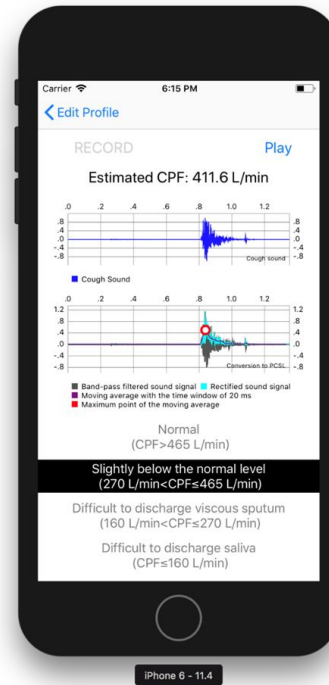 Carrier 6:15 PM
Edit Profile
RECORD Play
Estimated CPF: 411.6 L/min
.0 .2 .4 .6 .8 1.0 1.2
.8 .8
.4 .4
.0 .0
-.4 -.4
-.8 -.8
Cough sound
Cough Sound
.0 .2 .4 .6 .8 1.0 1.2
1.2 1.2
.8 .8
.4 .4
.0 .0
-.4 -.4
-.8 -.8
Conversion to PCSL
Band-pass filtered sound signal Rectified sound signal
Moving average with the time window of 20 ms
Maximum point of the moving average
Normal
(CPF>465 L/min)
Slightly below the normal level
(270 L/min<CPF≤465 L/min)
Difficult to discharge viscous sputum
(160 L/min<CPF≤270 L/min)
Difficult to discharge saliva
(CPF≤160 L/min)
iPhone 6 - 11.4